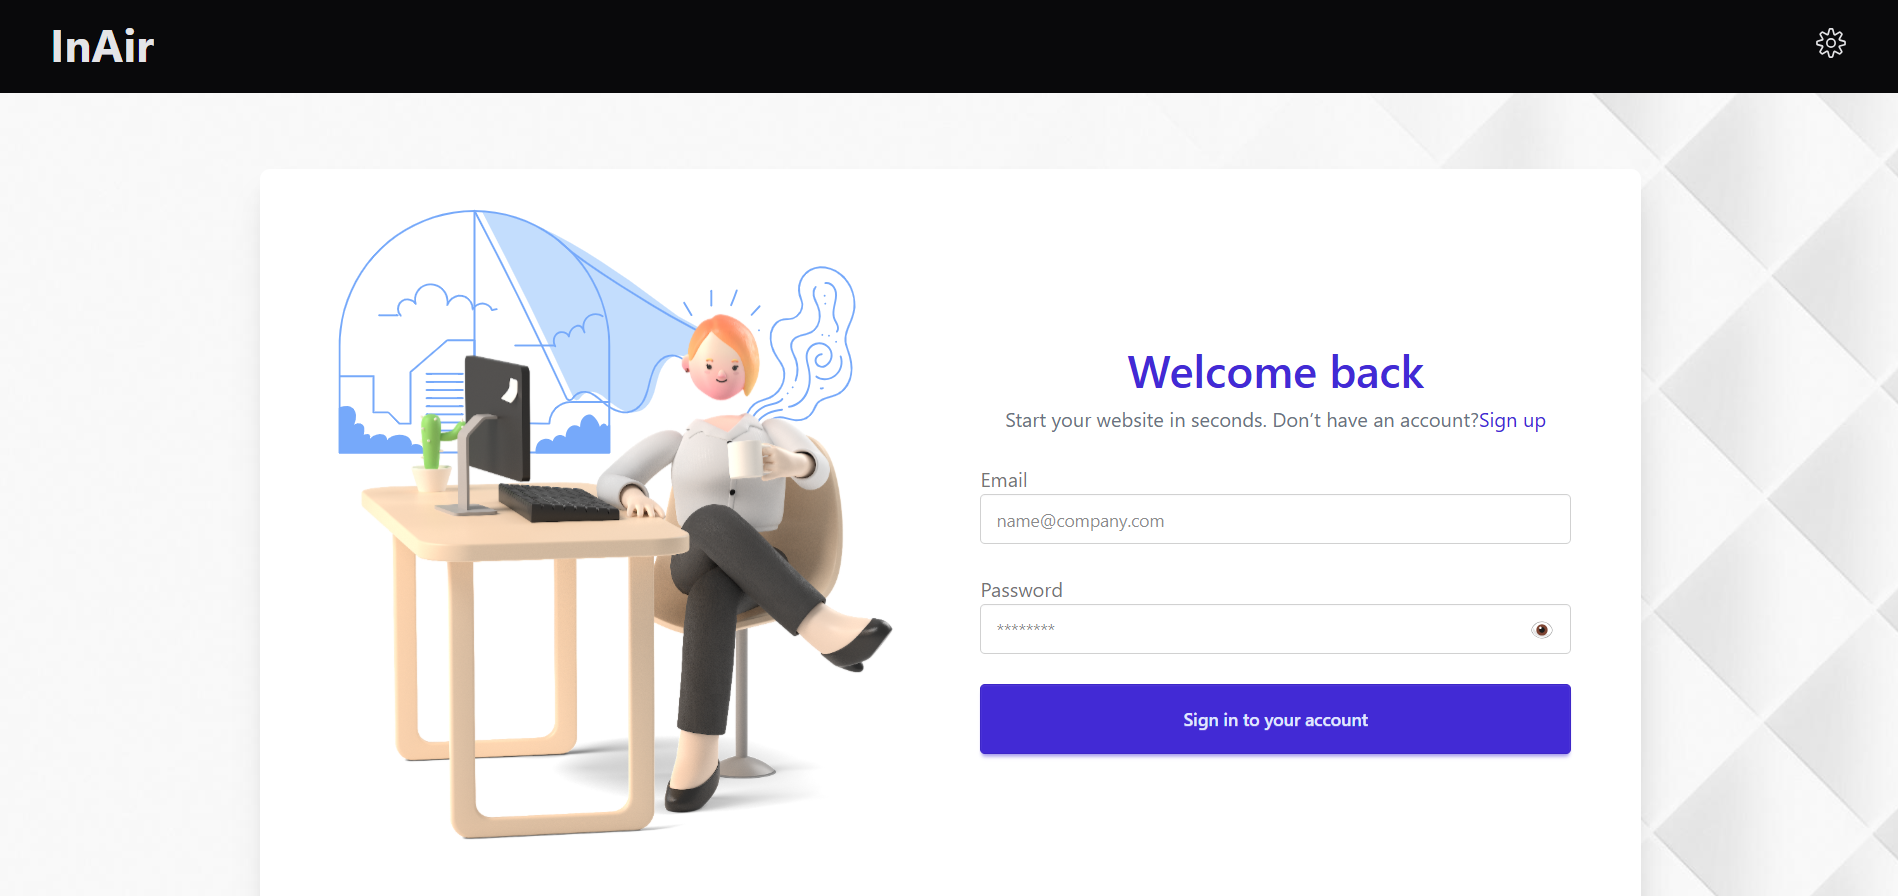 InAir
Welcome back
Start your website in seconds. Don’t have an account?Sign up
Email
name@company.com
Password
********
Sign in to your account